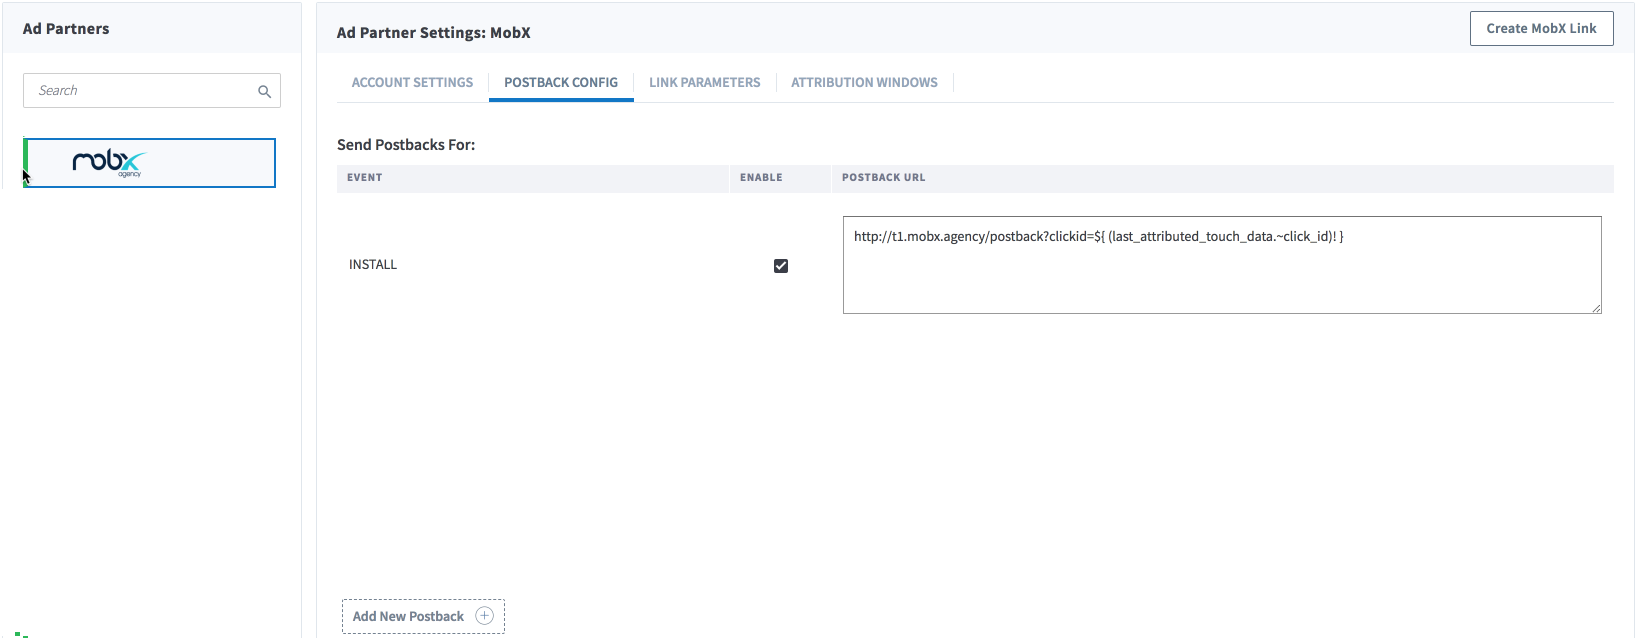 Ad Partners
Search
mobx
agency
Ad Partner Settings: MobX
Create MobX Link
ACCOUNT SETTINGS
POSTBACK CONFIG
LINK PARAMETERS
ATTRIBUTION WINDOWS
Send Postbacks For:
EVENT
ENABLE
POSTBACK URL
INSTALL
http://t1.mobx.agency/postback?clickid=${ (last_attributed_touch_data.~click_id)! }
Add New Postback